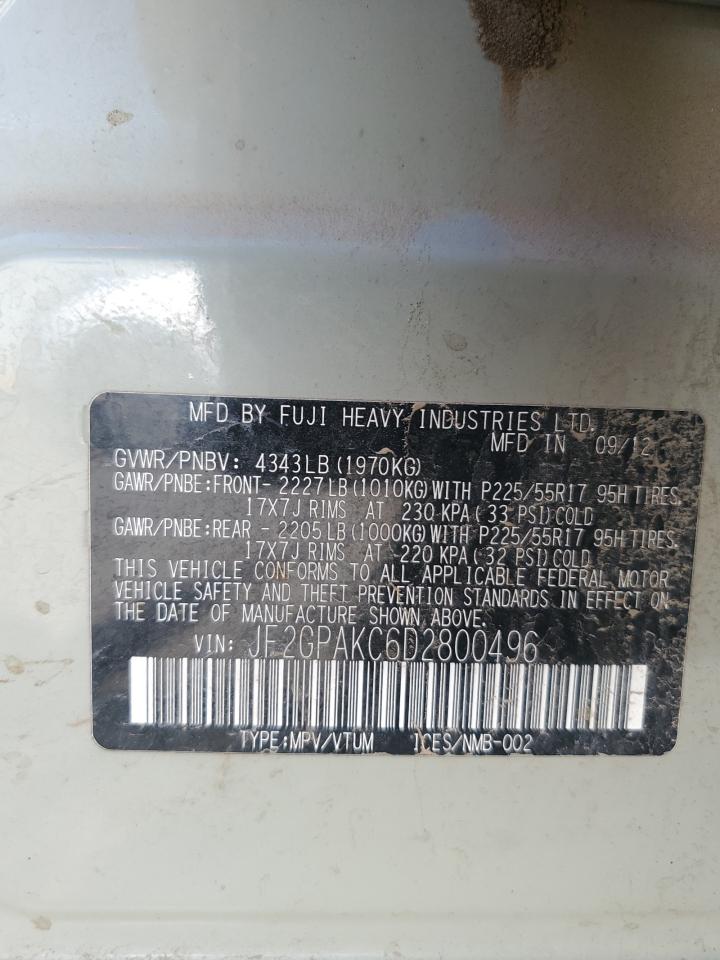 MFD BY FUJI HEAVY INDUSTRIES LTD.
MFD IN 09/12
GVWR/PNBV: 4343LB(1970KG)
GAWR/PNBE:FRONT- 2227LB(1010KG)WITH P225/55R17 95H TIRES,
17X7J RIMS AT 230 KPA(33 PSI)COLD
GAWR/PNBE:REAR - 2205LB(1000KG)WITH P225/55R17 95H TIRES,
17X7J RIMS AT 220 KPA(32 PSI)COLD
THIS VEHICLE CONFORMS TO ALL APPLICABLE FEDERAL MOTOR
VEHICLE SAFETY AND THEFT PREVENTION STANDARDS IN EFFECT ON
THE DATE OF MANUFACTURE SHOWN ABOVE.
VIN: JF2GPAKC6D2800496
TYPE:MPV/VTUM ICES/NMB-002